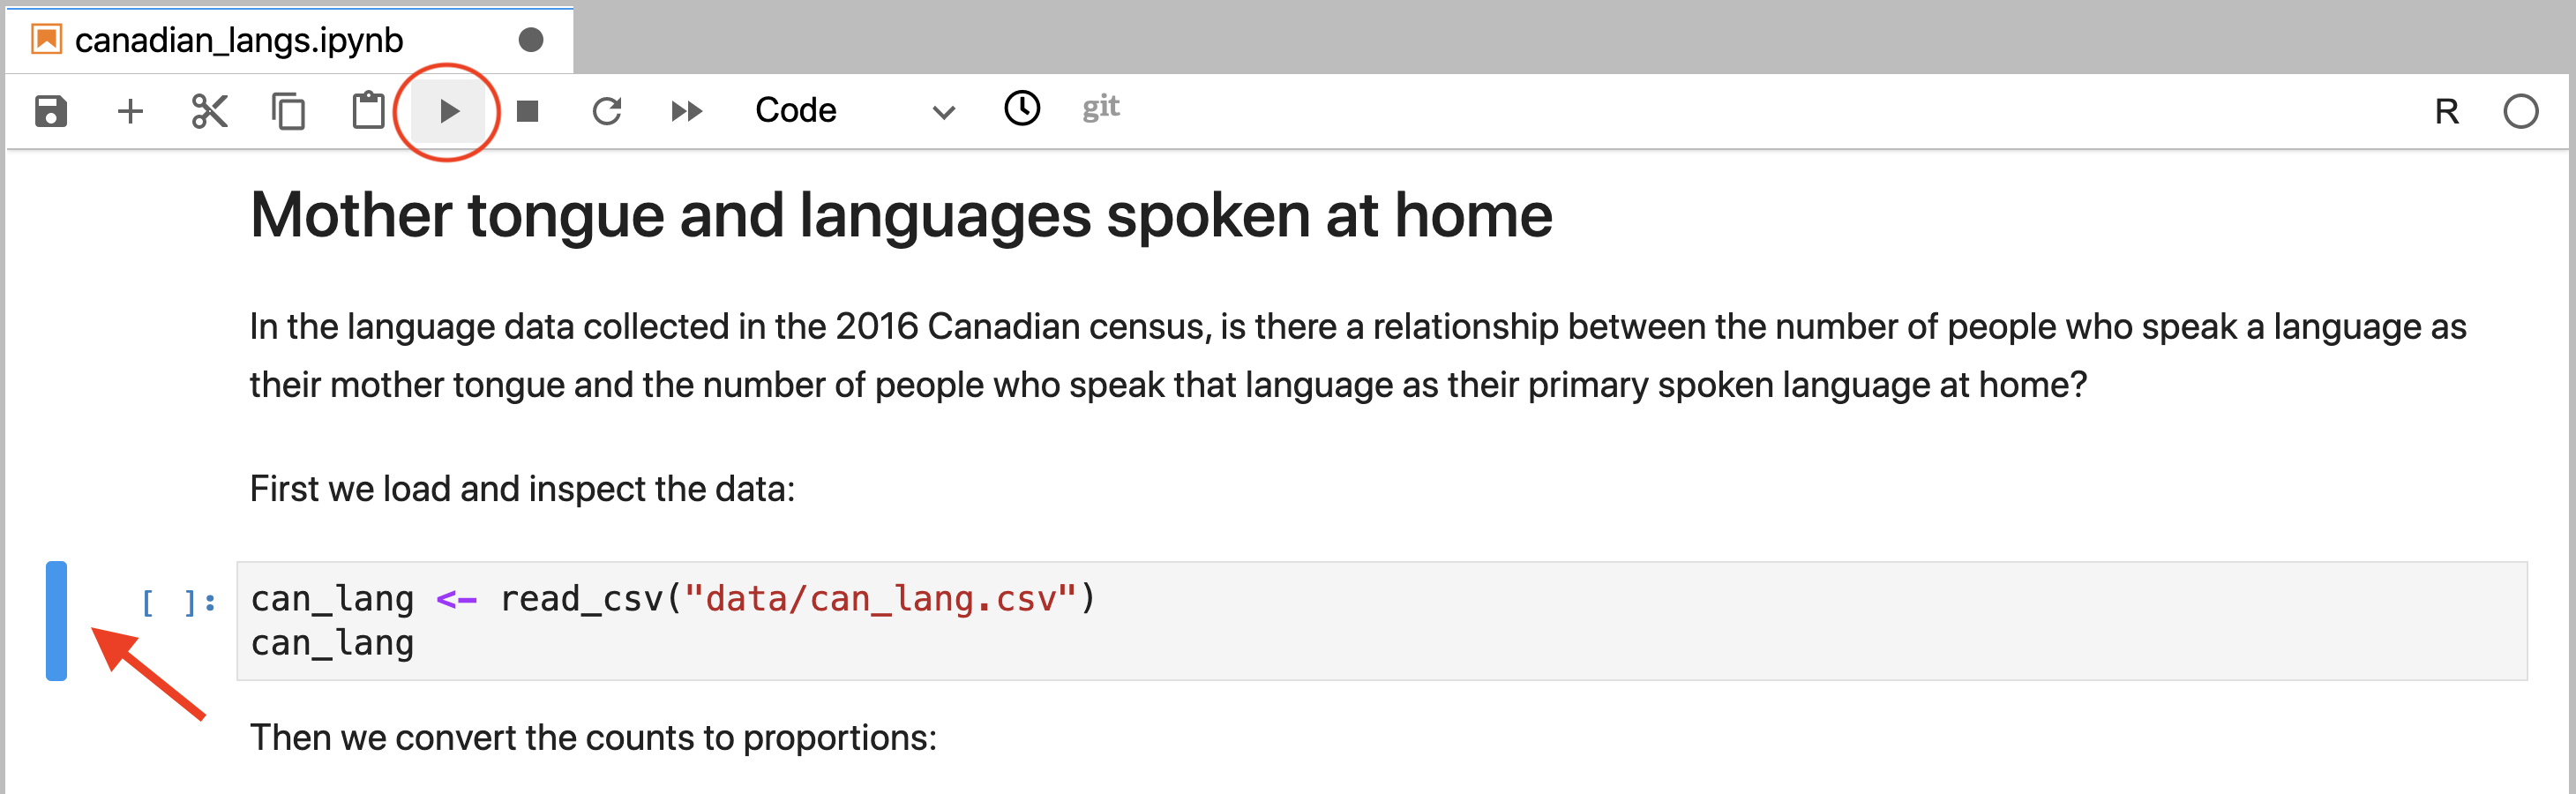 canadian_langs.ipynb
Code git R
Mother tongue and languages spoken at home
In the language data collected in the 2016 Canadian census, is there a relationship between the number of people who speak a language as
their mother tongue and the number of people who speak that language as their primary spoken language at home?
First we load and inspect the data:
[ ]: can_lang <- read_csv("data/can_lang.csv")
can_lang
Then we convert the counts to proportions: